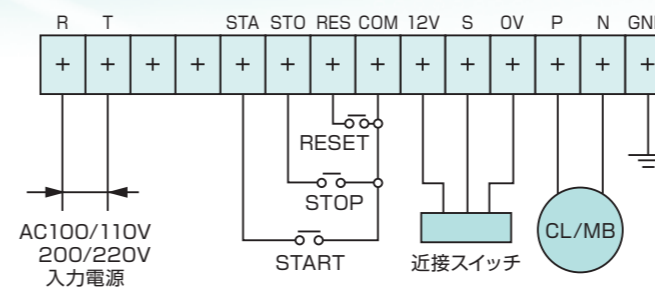 R T STA STO RES COM 12V S 0V P N GN
+ + + + + + + + + + + + + +
RESET
STOP
START
AC100/110V
200/220V
入力電源
近接スイッチ
CL/MB